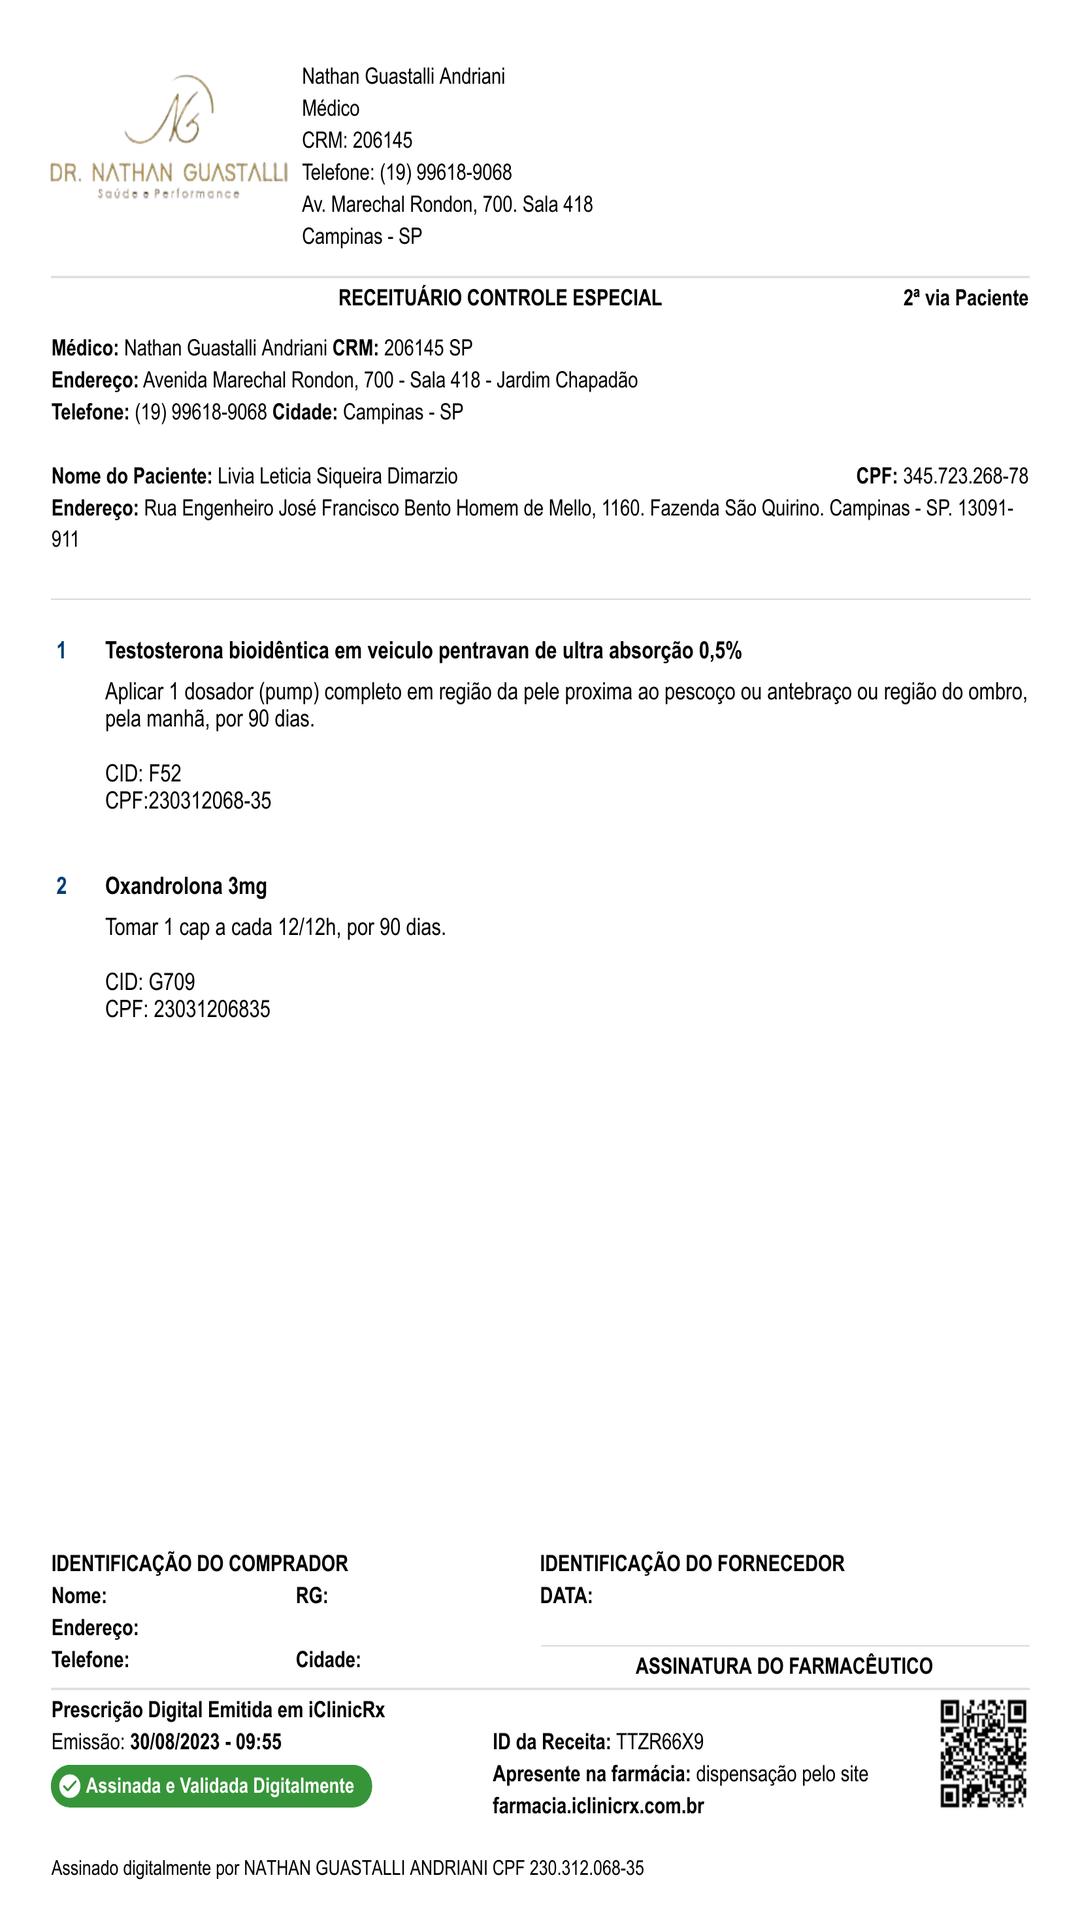 DR. NATHAN GUASTALLI
Saúde e Performance
Nathan Guastalli Andriani
Médico
CRM: 206145
Telefone: (19) 99618-9068
Av. Marechal Rondon, 700. Sala 418
Campinas - SP
RECEITUÁRIO CONTROLE ESPECIAL 2ª via Paciente
Médico: Nathan Guastalli Andriani CRM: 206145 SP
Endereço: Avenida Marechal Rondon, 700 - Sala 418 - Jardim Chapadão
Telefone: (19) 99618-9068 Cidade: Campinas - SP
Nome do Paciente: Livia Leticia Siqueira Dimarzio CPF: 345.723.268-78
Endereço: Rua Engenheiro José Francisco Bento Homem de Mello, 1160. Fazenda São Quirino. Campinas - SP. 13091-
911
1 Testosterona bioidêntica em veiculo pentravan de ultra absorção 0,5%
Aplicar 1 dosador (pump) completo em região da pele proxima ao pescoço ou antebraço ou região do ombro,
pela manhã, por 90 dias.
CID: F52
CPF:230312068-35
2 Oxandrolona 3mg
Tomar 1 cap a cada 12/12h, por 90 dias.
CID: G709
CPF: 23031206835
IDENTIFICAÇÃO DO COMPRADOR IDENTIFICAÇÃO DO FORNECEDOR
Nome: RG: DATA:
Endereço:
Telefone: Cidade:
ASSINATURA DO FARMACÊUTICO
Prescrição Digital Emitida em iClinicRx
Emissão: 30/08/2023 - 09:55 ID da Receita: TTZR66X9
Assinada e Validada Digitalmente Apresente na farmácia: dispensação pelo site
farmacia.iclinicrx.com.br
Assinado digitalmente por NATHAN GUASTALLI ANDRIANI CPF 230.312.068-35